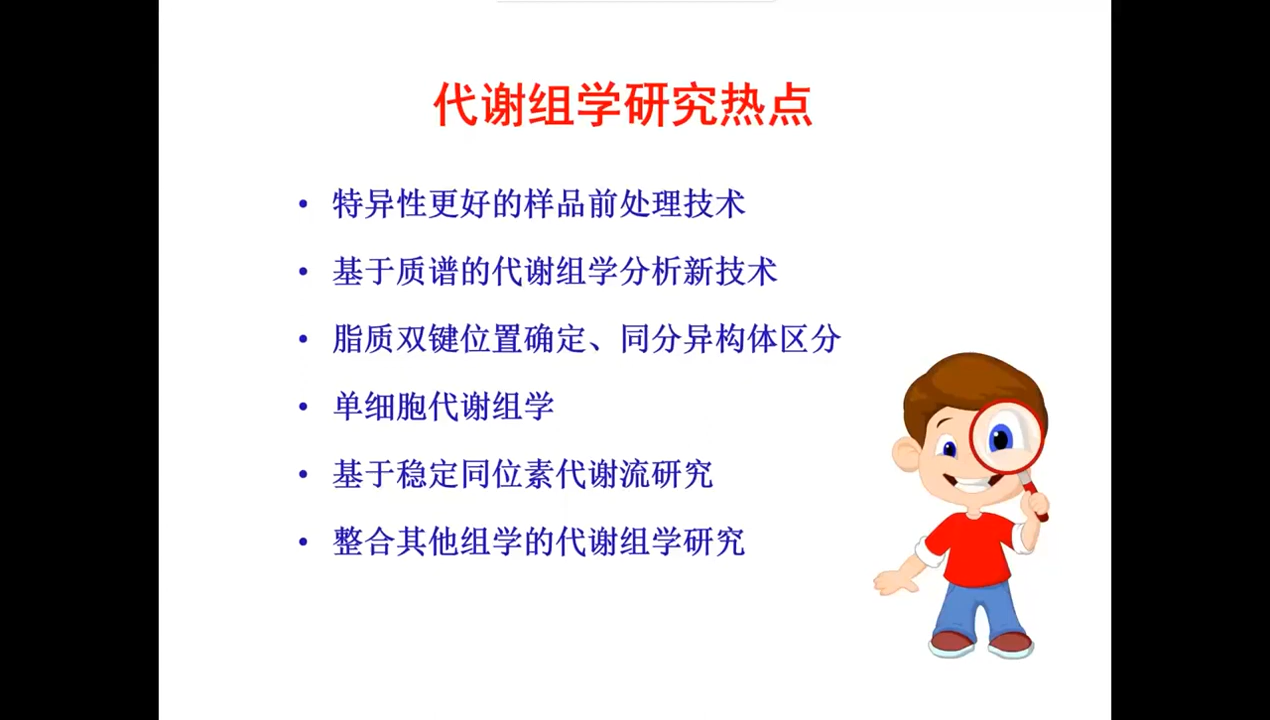 代谢组学研究热点
• 特异性更好的样品前处理技术
• 基于质谱的代谢组学分析新技术
• 脂质双键位置确定、同分异构体区分
• 单细胞代谢组学
• 基于稳定同位素代谢流研究
• 整合其他组学的代谢组学研究